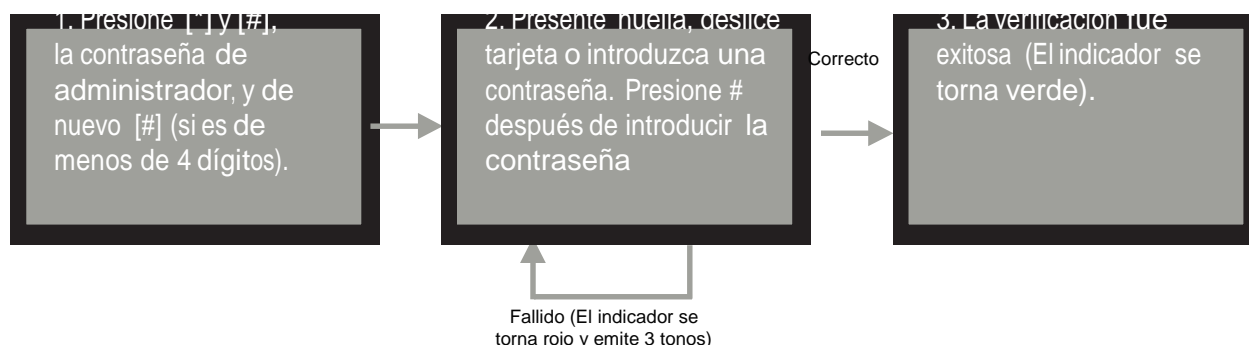 1. Presione [*] y [#],
la contraseña de
administrador, y de
nuevo [#] (si es de
menos de 4 dígitos).
2. Presente huella, deslice
tarjeta o introduzca una
contraseña. Presione #
después de introducir la
contraseña
Correcto
3. La verificación fue
exitosa (El indicador se
torna verde).
Fallido (El indicador se
torna rojo y emite 3 tonos)